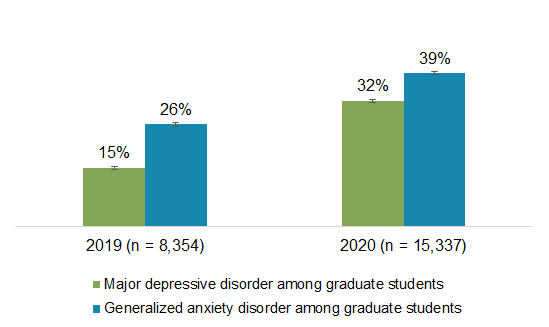 39%
32%
26%
15%
2019 (n = 8,354) 2020 (n = 15,337)
Major depressive disorder among graduate students
Generalized anxiety disorder among graduate students